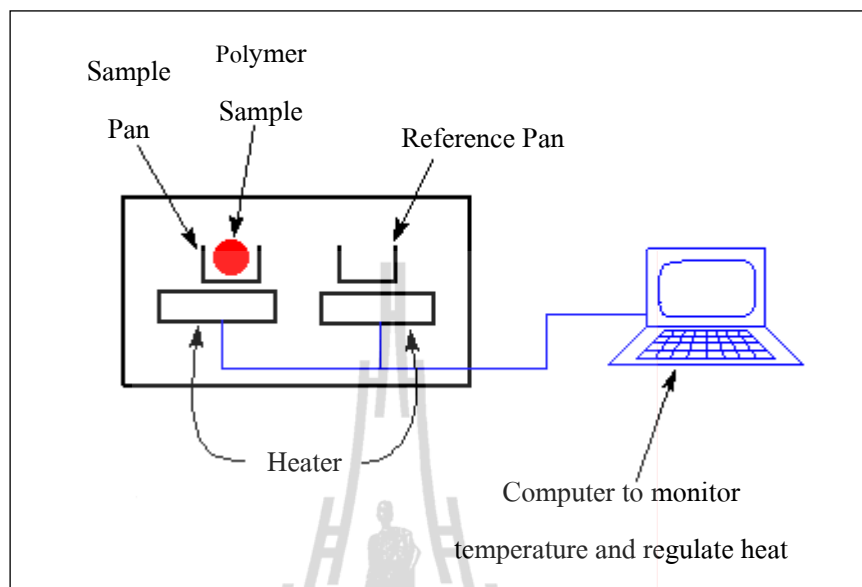 Sample
Pan
Polymer
Sample
Reference Pan
Heater
Computer to monitor
temperature and regulate heat